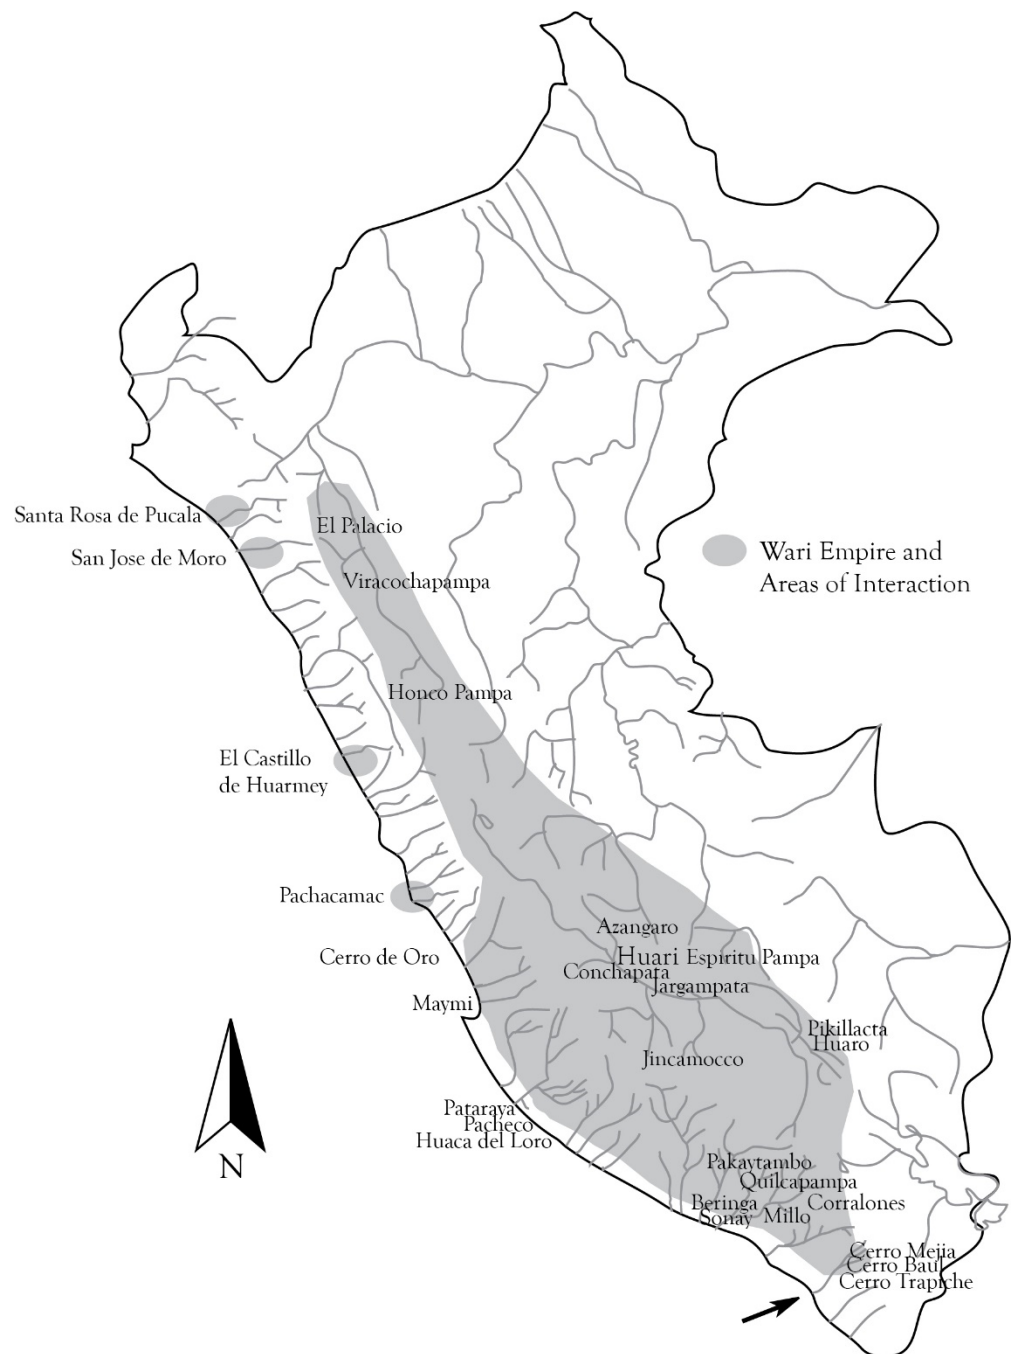 El Palacio
Santa Rosa de Pucala
San Jose de Moro
Wari Empire and
Areas of Interaction
Viracochapampa
Honco Pampa
El Castillo
de Huarmey
Pachacamac
Azangaro
Cerro de Oro
Huari Espiritu Pampa
Conchapata
Jargampata
Maymi
Pikillacta
Huaro
Jincamocco
Pataraya
Pacheco
Huaca del Loro
N
Pakaytambo
Quilcapampa
Beringa
Corralones
Sonay
Millo
Cerro Mejia
Cerro Baul
Cerro Trapiche